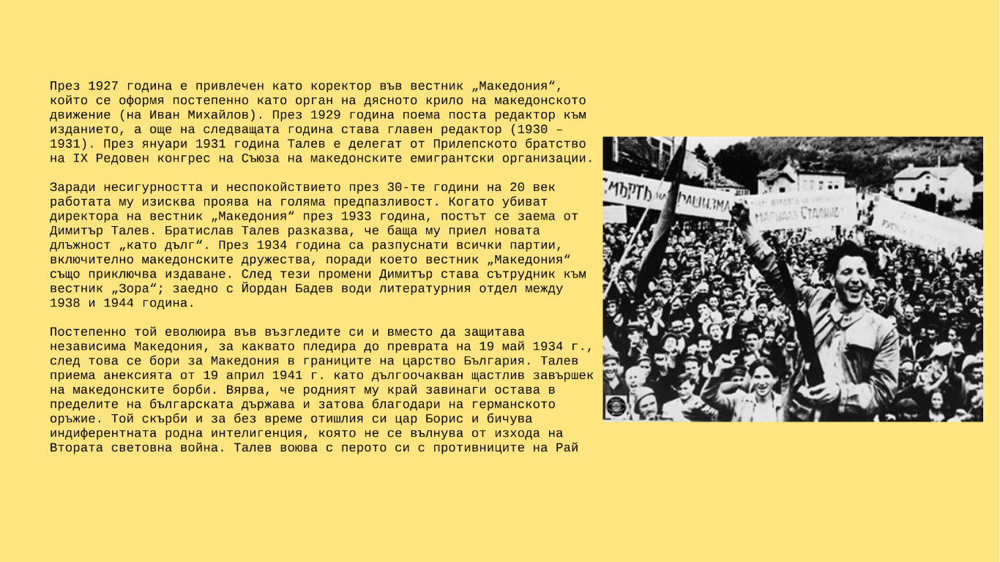 През 1927 година е привлечен като коректор във вестник „Македония“,
който се оформя постепенно като орган на дясното крило на македонското
движение (на Иван Михайлов). През 1929 година поема поста редактор към
изданието, а още на следващата година става главен редактор (1930 –
1931). През януари 1931 година Талев е делегат от Прилепското братство
на IX Редовен конгрес на Съюза на македонските емигрантски организации.
Заради несигурността и неспокойствието през 30-те години на 20 век
работата му изисква проява на голяма предпазливост. Когато убиват
директора на вестник „Македония“ през 1933 година, постът се заема от
Димитър Талев. Братислав Талев разказва, че баща му приел новата
длъжност „като дълг“. През 1934 година са разпуснати всички партии,
включително македонските дружества, поради което вестник „Македония“
също приключва издаване. След тези промени Димитър става сътрудник към
вестник „Зора“; заедно с Йордан Бадев води литературния отдел между
1938 и 1944 година.
Постепенно той еволюира във възгледите си и вместо да защитава
независима Македония, за каквато пледира до преврата на 19 май 1934 г.,
след това се бори за Македония в границите на царство България. Талев
приема анексията от 19 април 1941 г. като дългоочакван щастлив завършек
на македонските борби. Вярва, че родният му край завинаги остава в
пределите на българската държава и затова благодари на германското
оръжие. Той скърби и за без време отишлия си цар Борис и бичува
индиферентната родна интелигенция, която не се вълнува от изхода на
Втората световна война. Талев воюва с перото си с противниците на Рай
СМЪРТЬ НА ФАШИЗМА
МАРШАЛЪ СТАЛИНЪ!